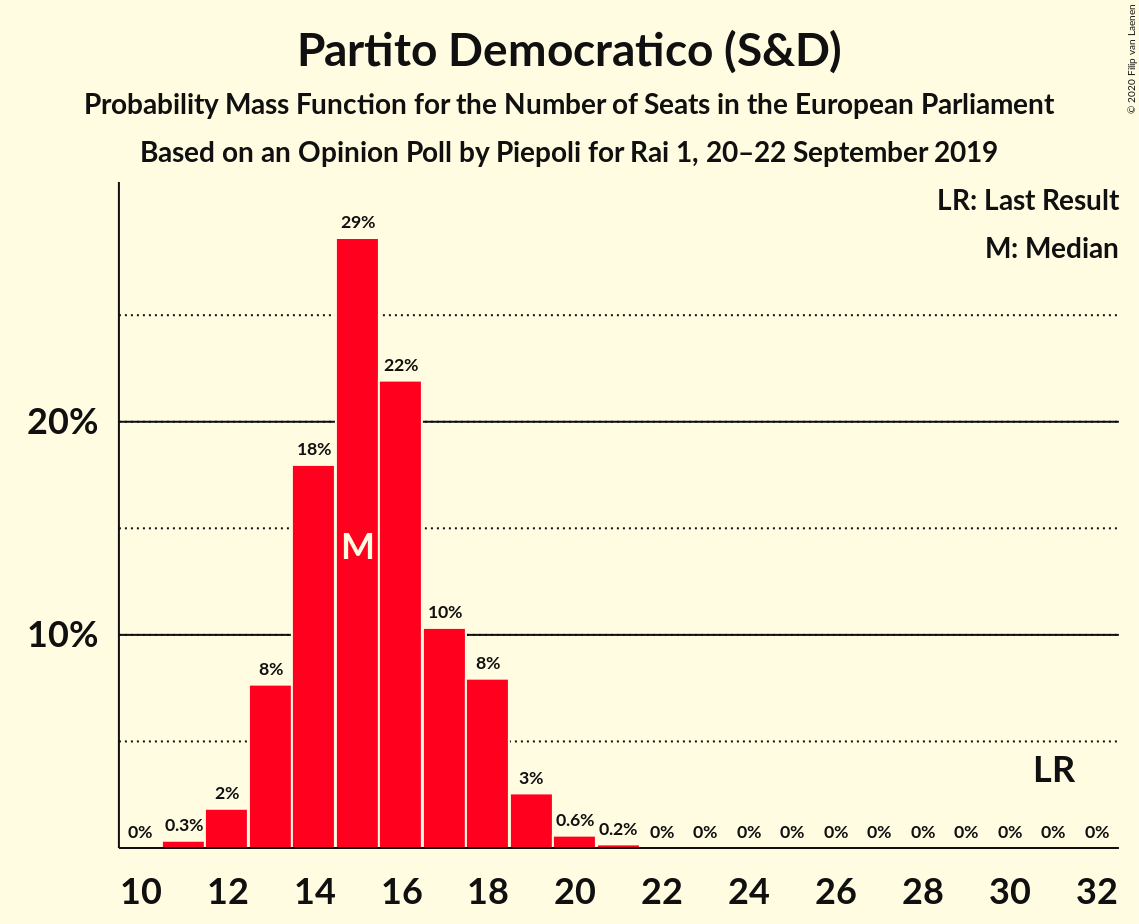 Partito Democratico (S&D)
Probability Mass Function for the Number of Seats in the European Parliament
Based on an Opinion Poll by Piepoli for Rai 1, 20–22 September 2019
© 2020 Filip van Laenen
LR: Last Result
M: Median
20%
10%
0% 0.3% 2% 8% 18% 29% 22% 10% 8% 3% 0.6% 0.2% 0% 0% 0% 0% 0% 0% 0% 0% 0% 0% 0%
M
LR
10 12 14 16 18 20 22 24 26 28 30 32